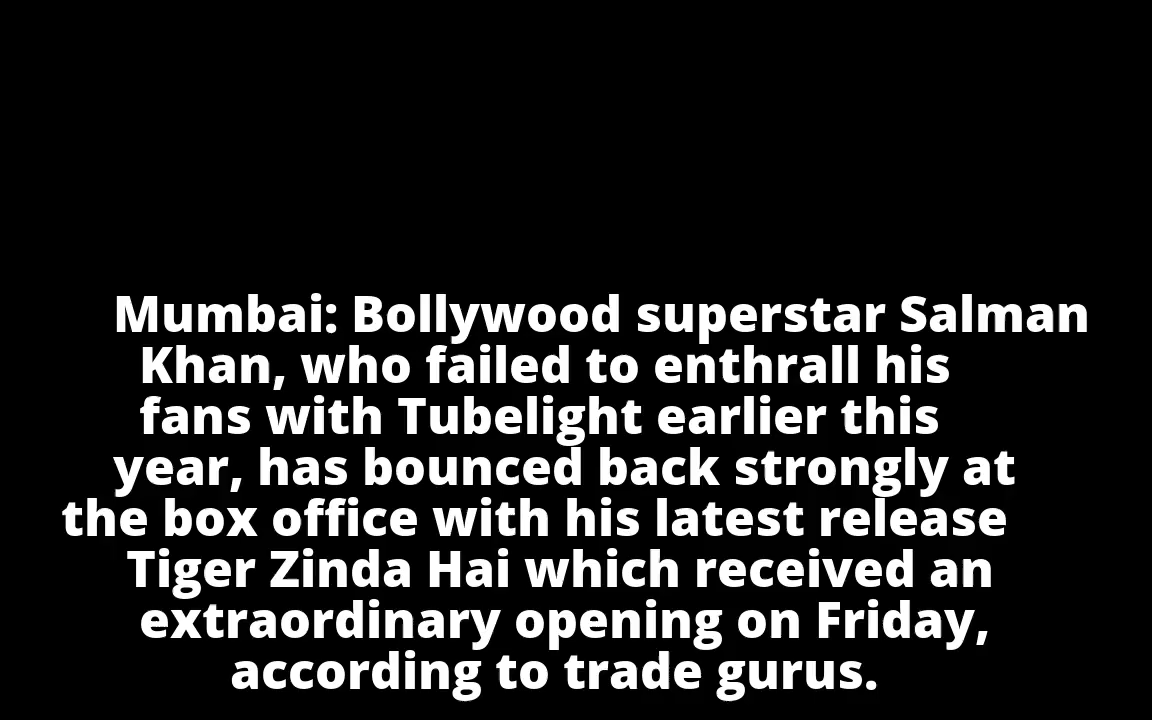 Mumbai: Bollywood superstar Salman
Khan, who failed to enthrall his
fans with Tubelight earlier this
year, has bounced back strongly at
the box office with his latest release
Tiger Zinda Hai which received an
extraordinary opening on Friday,
according to trade gurus.